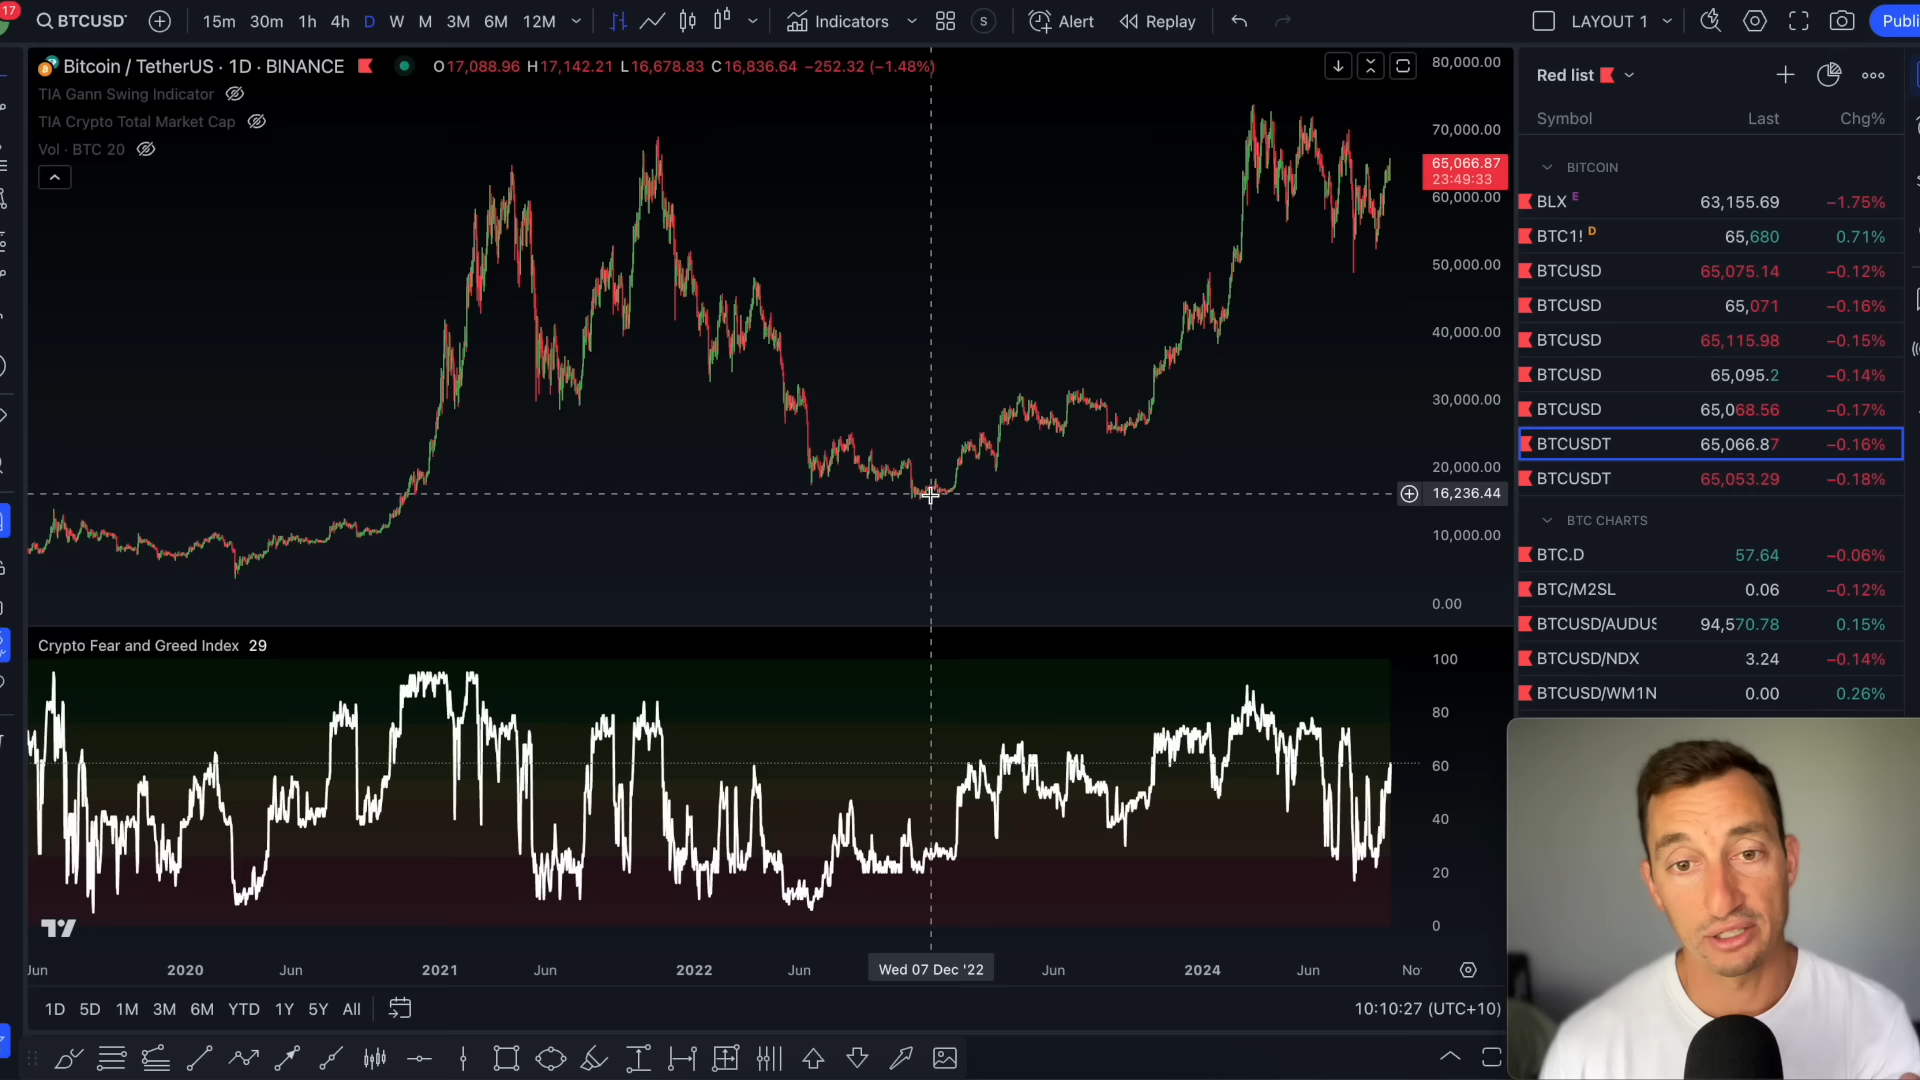 17
BTCUSD
15m 30m 1h 4h D W M 3M 6M 12M
Indicators
S
Alert
Replay
LAYOUT 1
Publi
Bitcoin / TetherUS · 1D · BINANCE
O17,088.96 H17,142.21 L16,678.83 C16,836.64 −252.32 (−1.48%)
TIA Gann Swing Indicator
TIA Crypto Total Market Cap
Vol · BTC 20
80,000.00
70,000.00
65,066.87
23:49:33
60,000.00
50,000.00
40,000.00
30,000.00
20,000.00
16,236.44
10,000.00
0.00
Crypto Fear and Greed Index 29
100
80
60
40
20
0
Jun 2020 Jun 2021 Jun 2022 Jun Wed 07 Dec '22 Jun 2024 Jun No
1D 5D 1M 3M 6M YTD 1Y 5Y All
10:10:27 (UTC+10)
Red list
Symbol Last Chg%
BITCOIN
BLX E 63,155.69 −1.75%
BTC1! D 65,680 0.71%
BTCUSD 65,075.14 −0.12%
BTCUSD 65,071 −0.16%
BTCUSD 65,115.98 −0.15%
BTCUSD 65,095.2 −0.14%
BTCUSD 65,068.56 −0.17%
BTCUSDT 65,066.87 −0.16%
BTCUSDT 65,053.29 −0.18%
BTC CHARTS
BTC.D 57.64 −0.06%
BTC/M2SL 0.06 −0.12%
BTCUSD/AUDUS 94,570.78 0.15%
BTCUSD/NDX 3.24 −0.14%
BTCUSD/WM1N 0.00 0.26%